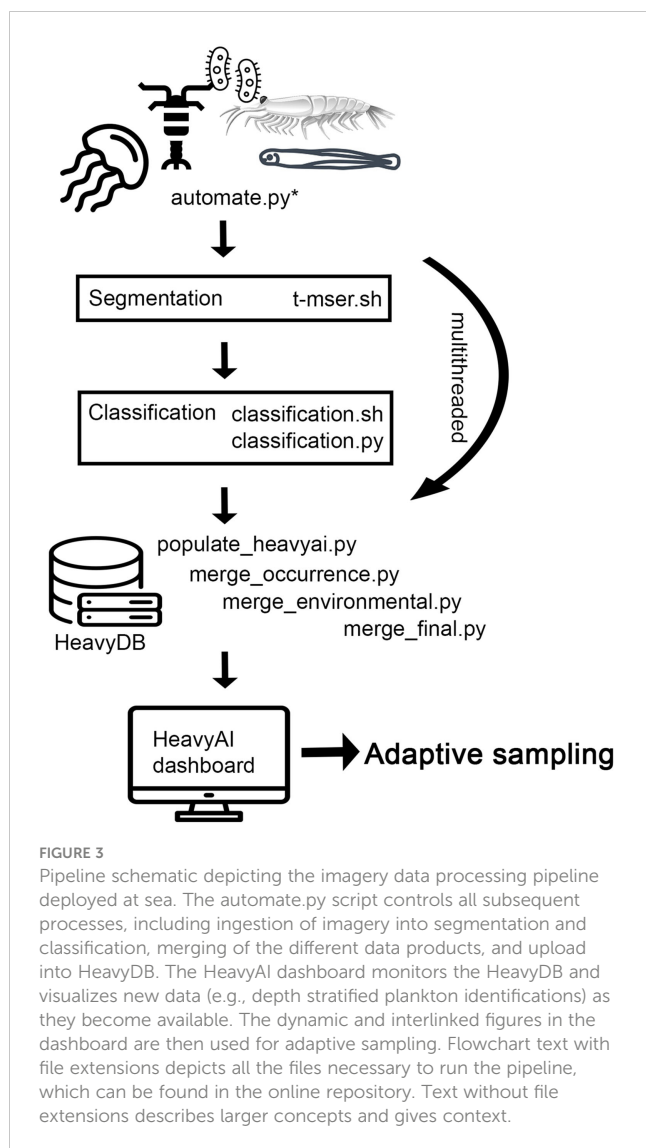 automate.py*
Segmentation t-mser.sh
multithreaded
Classification classification.sh
classification.py
populate_heavyai.py
merge_occurrence.py
merge_environmental.py
merge_final.py
HeavyDB
HeavyAI
dashboard
Adaptive sampling
FIGURE 3
Pipeline schematic depicting the imagery data processing pipeline
deployed at sea. The automate.py script controls all subsequent
processes, including ingestion of imagery into segmentation and
classification, merging of the different data products, and upload
into HeavyDB. The HeavyAI dashboard monitors the HeavyDB and
visualizes new data (e.g., depth stratified plankton identifications) as
they become available. The dynamic and interlinked figures in the
dashboard are then used for adaptive sampling. Flowchart text with
file extensions depicts all the files necessary to run the pipeline,
which can be found in the online repository. Text without file
extensions describes larger concepts and gives context.